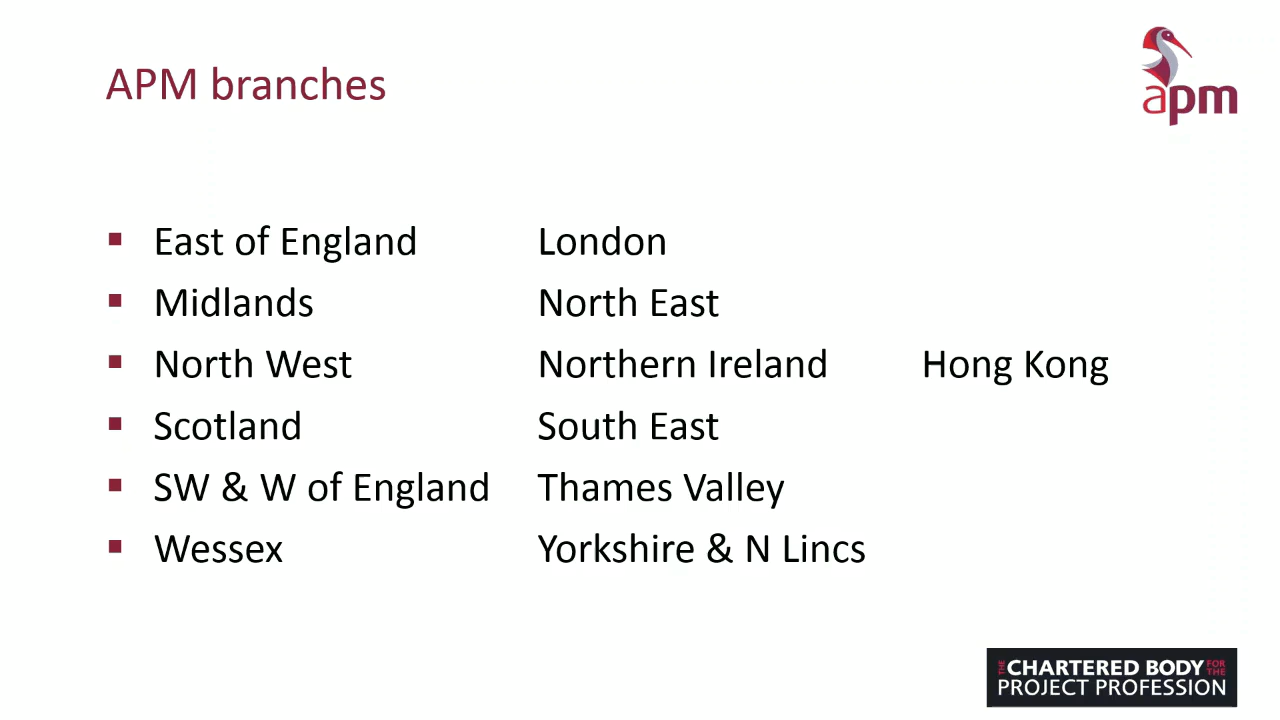 APM branches
apm
▪ East of England London
▪ Midlands North East
▪ North West Northern Ireland Hong Kong
▪ Scotland South East
▪ SW & W of England Thames Valley
▪ Wessex Yorkshire & N Lincs
THE CHARTERED BODY FOR THE
PROJECT PROFESSION